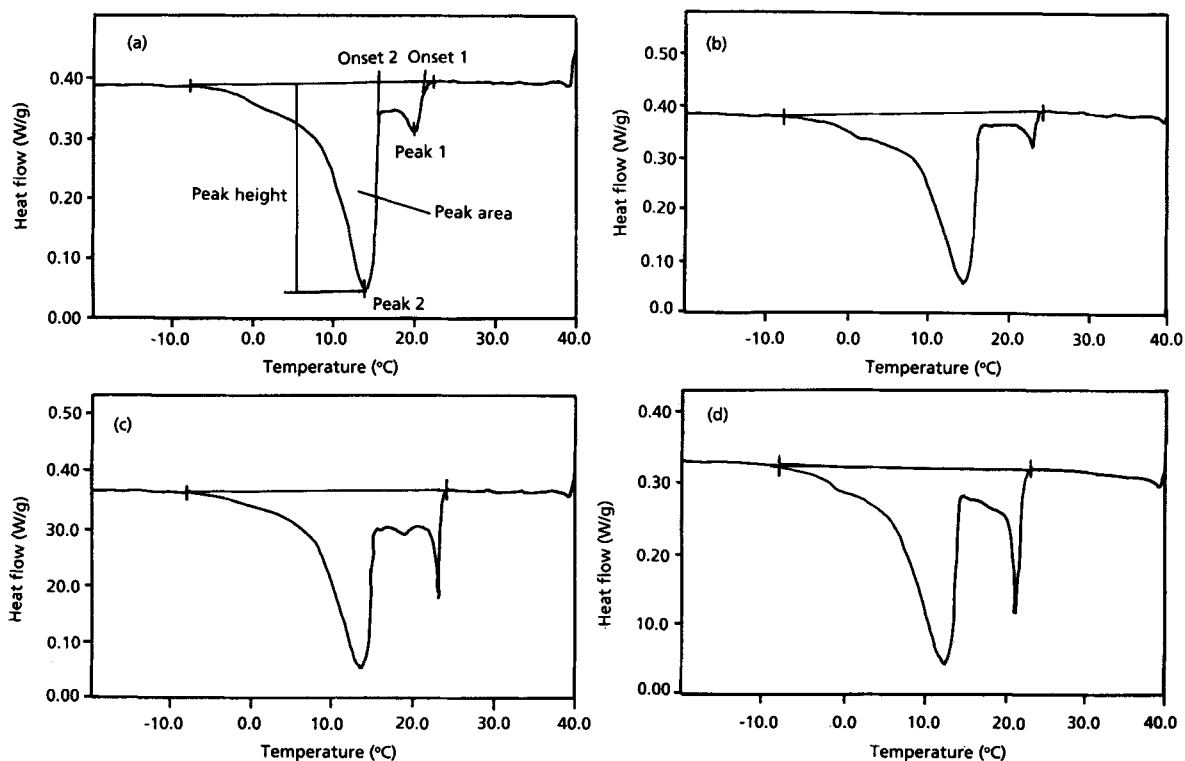 (a)
Onset 2 Onset 1
0.40
0.30
0.20
0.10
0.00
Peak 1
Peak height
Peak area
Peak 2
Heat flow (W/g)
-10.0 0.0 10.0 20.0 30.0 40.0
Temperature (°C)
(b)
0.50
0.40
0.30
0.20
0.10
0.0
Heat flow (W/g)
-10.0 0.0 10.0 20.0 30.0 40.0
Temperature (°C)
(c)
0.50
0.40
30.0
20.0
0.10
0.00
Heat flow (W/g)
-10.0 0.0 10.0 20.0 30.0 40.0
Temperature (°C)
(d)
0.40
0.30
0.20
10.0
0.00
Heat flow (W/g)
-10.0 0.0 10.0 20.0 30.0 40.0
Temperature (°C)